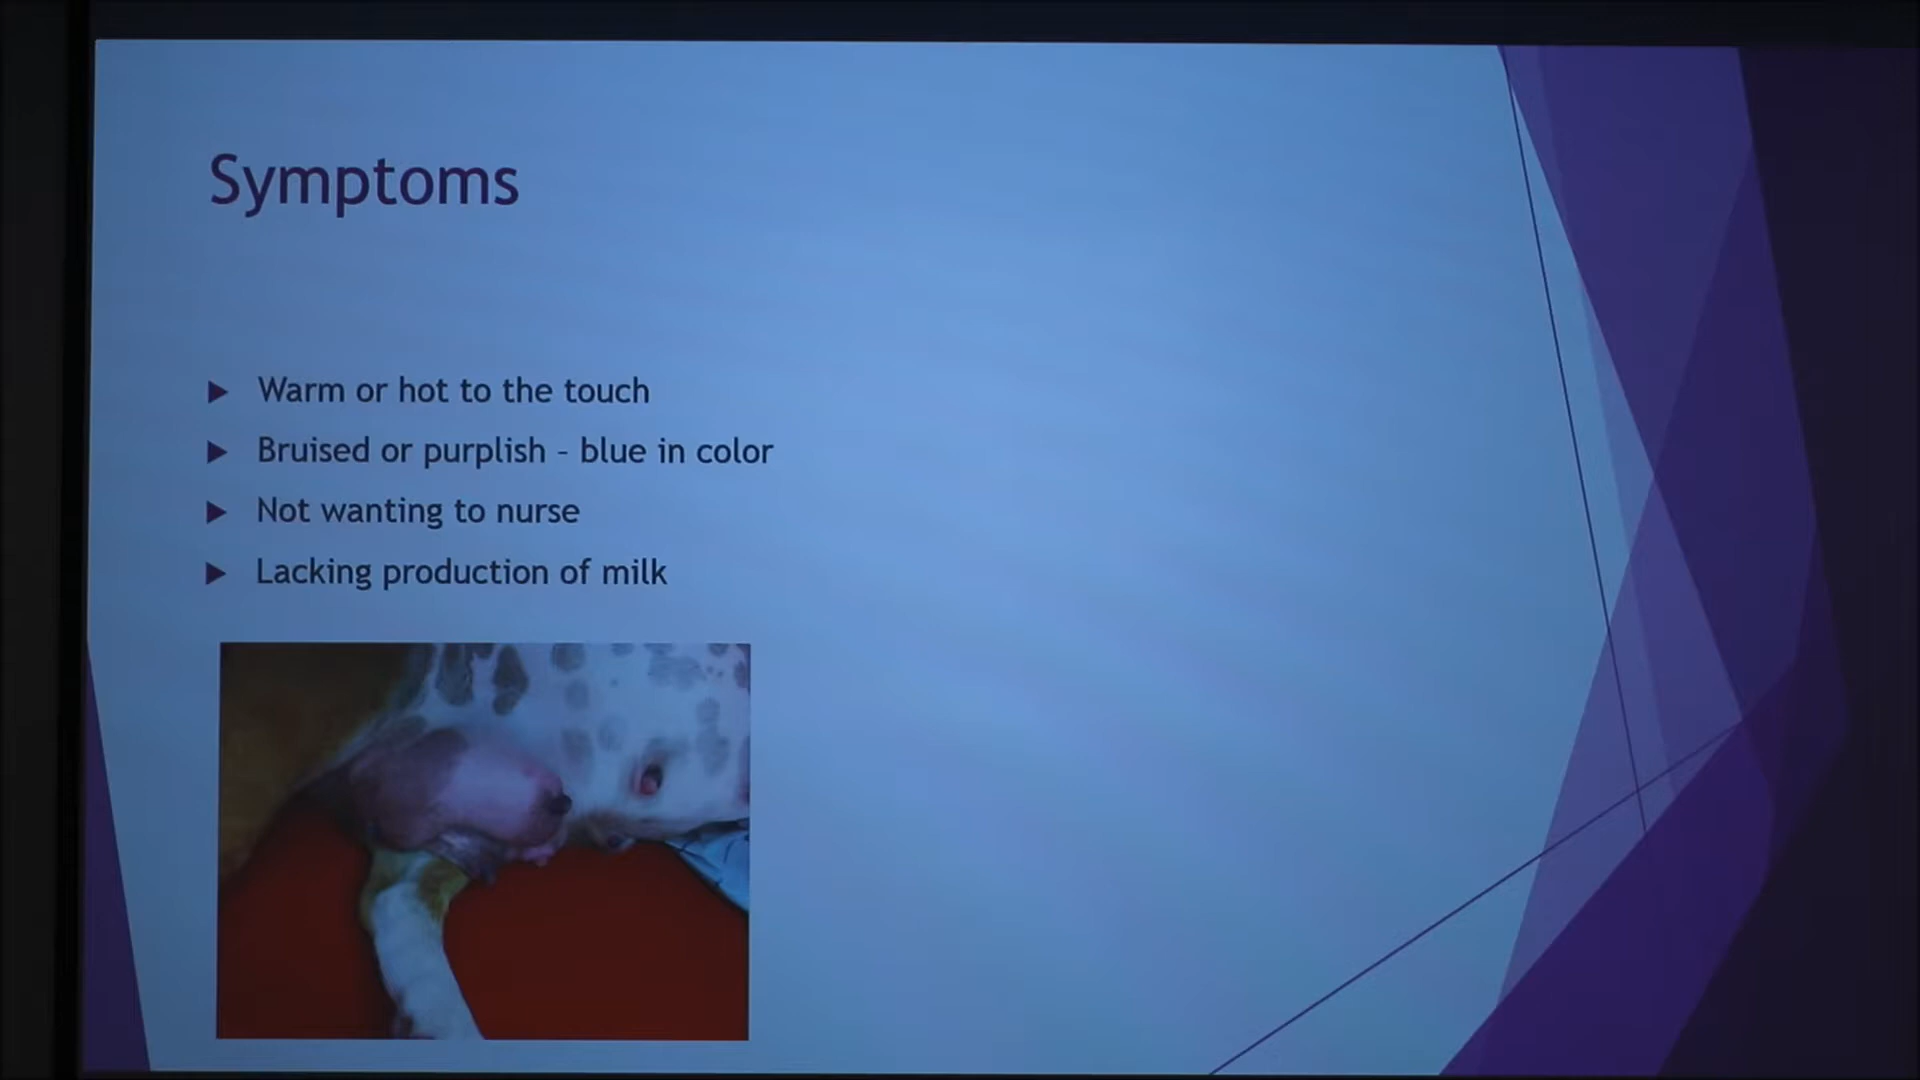 Symptoms
Warm or hot to the touch
Bruised or purplish – blue in color
Not wanting to nurse
Lacking production of milk